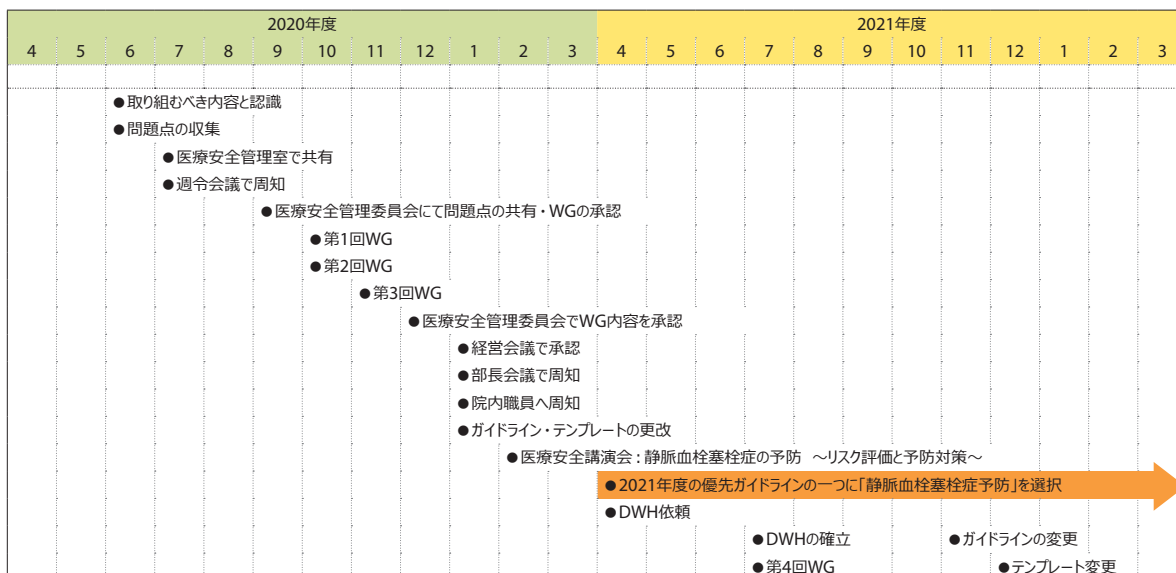 2020年度 2021年度
4 5 6 7 8 9 10 11 12 1 2 3 4 5 6 7 8 9 10 11 12 1 2 3
●取り組むべき内容と認識
●問題点の収集
●医療安全管理室で共有
●週令会議で周知
●医療安全管理委員会にて問題点の共有・WGの承認
●第1回WG
●第2回WG
●第3回WG
●医療安全管理委員会でWG内容を承認
●経営会議で承認
●部長会議で周知
●院内職員へ周知
●ガイドライン・テンプレートの更改
●医療安全講演会：静脈血栓塞栓症の予防 ～リスク評価と予防対策～
●2021年度の優先ガイドラインの一つに「静脈血栓塞栓症予防」を選択
●DWH依頼
●DWHの確立 ●ガイドラインの変更
●第4回WG ●テンプレート変更